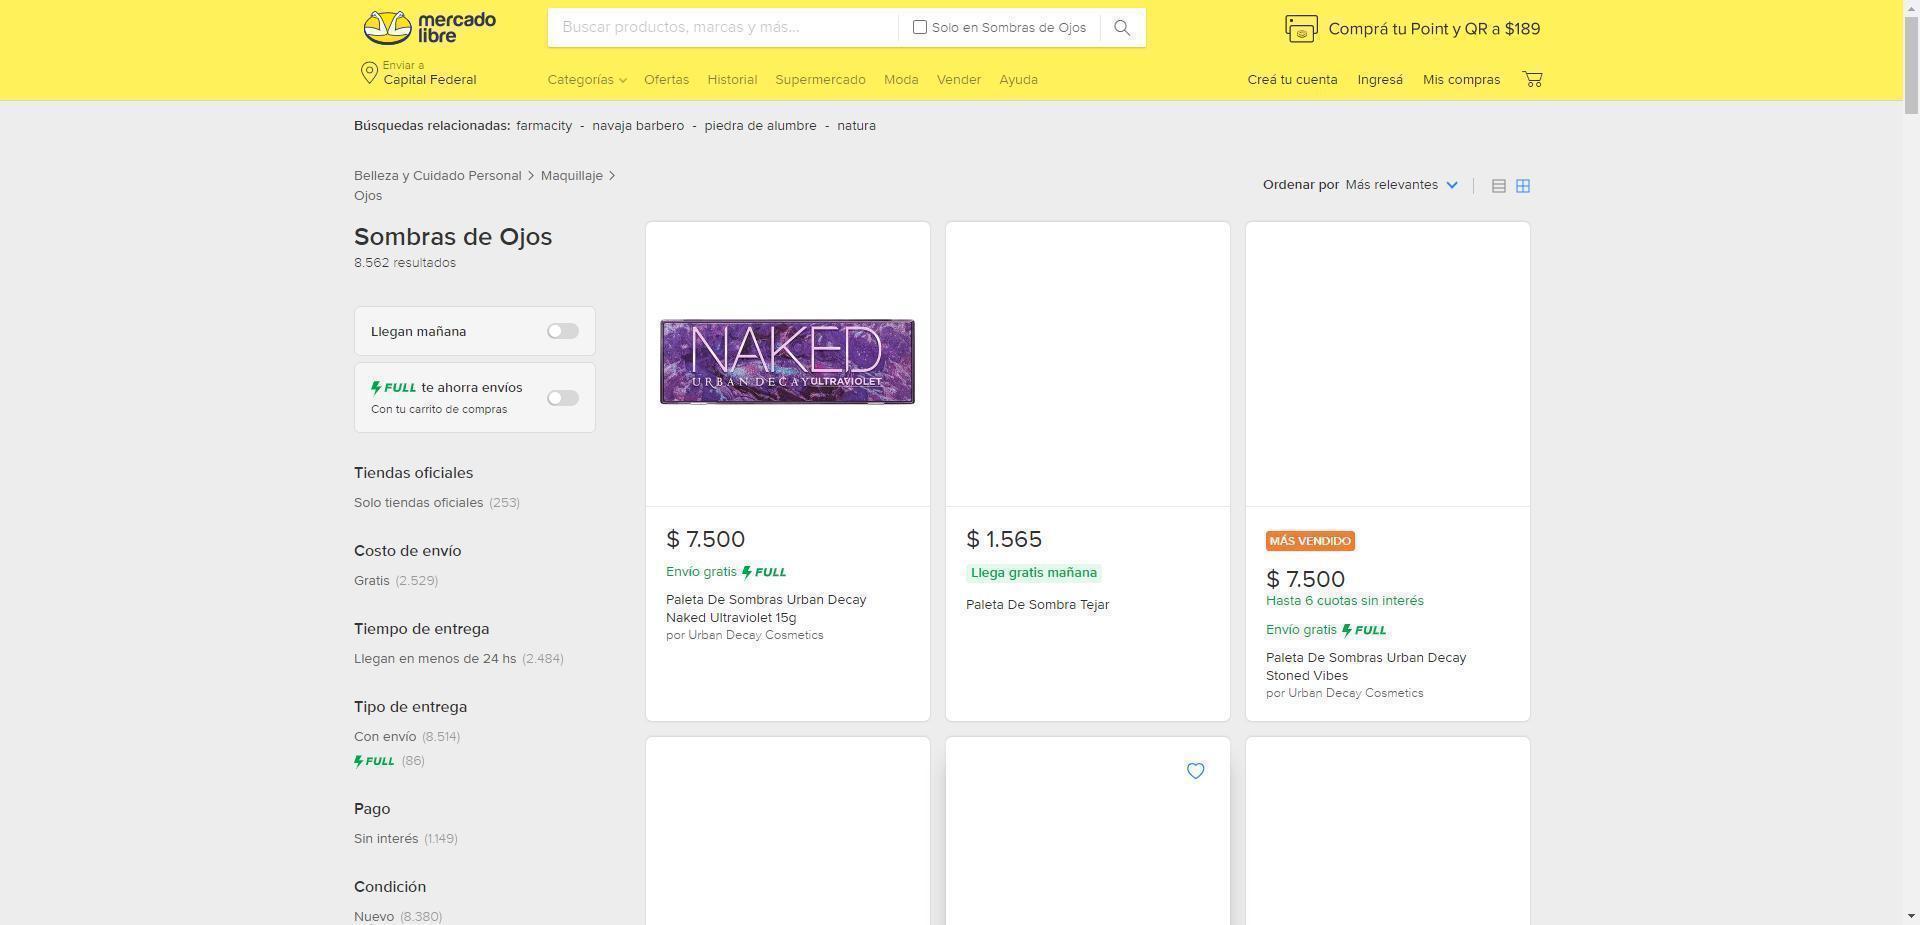 mercado
libre
Buscar productos, marcas y más...
Solo en Sombras de Ojos
Comprá tu Point y QR a $189
Enviar a
Capital Federal
Categorías
Ofertas
Historial
Supermercado
Moda
Vender
Ayuda
Creá tu cuenta
Ingresá
Mis compras
Búsquedas relacionadas: farmacity - navaja barbero - piedra de alumbre - natura
Belleza y Cuidado Personal > Maquillaje >
Ojos
Ordenar por Más relevantes
Sombras de Ojos
8.562 resultados
Llegan mañana
FULL te ahorra envíos
Con tu carrito de compras
Tiendas oficiales
Solo tiendas oficiales (253)
Costo de envío
Gratis (2.529)
Tiempo de entrega
Llegan en menos de 24 hs (2.484)
Tipo de entrega
Con envío (8.514)
FULL (86)
Pago
Sin interés (1.149)
Condición
Nuevo (8.380)
NAKED
URBAN DECAY ULTRAVIOLET
$ 7.500
Envío gratis FULL
Paleta De Sombras Urban Decay
Naked Ultraviolet 15g
por Urban Decay Cosmetics
$ 1.565
Llega gratis mañana
Paleta De Sombra Tejar
MÁS VENDIDO
$ 7.500
Hasta 6 cuotas sin interés
Envío gratis FULL
Paleta De Sombras Urban Decay
Stoned Vibes
por Urban Decay Cosmetics